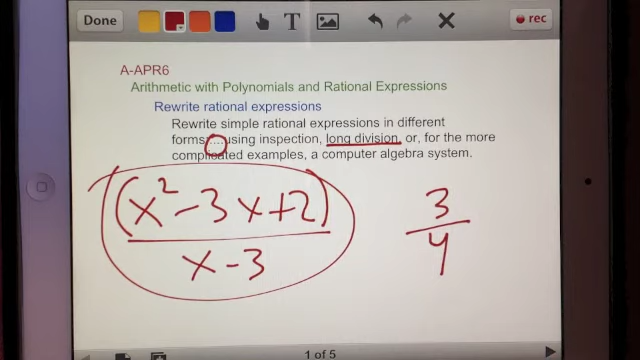 Done T rec
A-APR6
Arithmetic with Polynomials and Rational Expressions
Rewrite rational expressions
Rewrite simple rational expressions in different
forms.....using inspection, long division, or, for the more
complicated examples, a computer algebra system.
(x² - 3x + 2)
x - 3
3
4
1 of 5